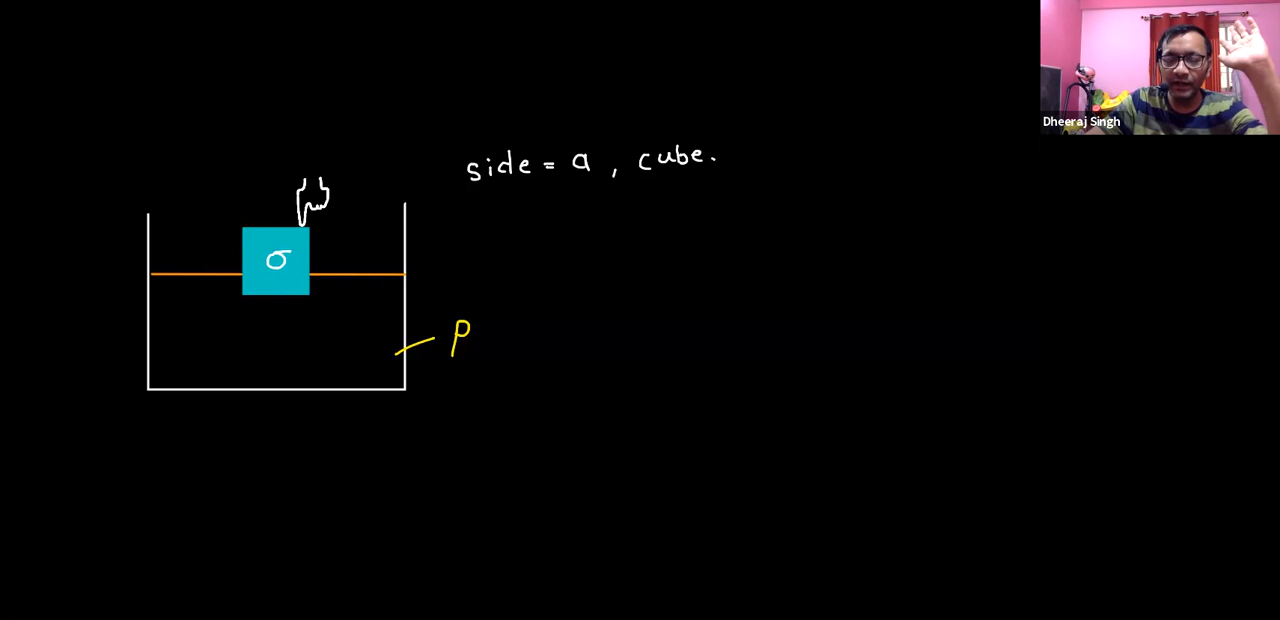 Dheeraj Singh
side = a , cube.
σ
ρ